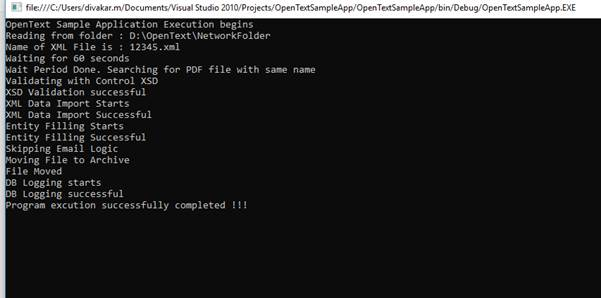 file:///C:/Users/divakar.m/Documents/Visual Studio 2010/Projects/OpenTextSampleApp/OpenTextSampleApp/bin/Debug/OpenTextSampleApp.EXE
OpenText Sample Application Execution begins
Reading from folder : D:\OpenText\NetworkFolder
Name of XML File is : 12345.xml
Waiting for 60 seconds
Wait Period Done. Searching for PDF file with same name
Validating with Control XSD
XSD Validation successful
XML Data Import Starts
XML Data Import Successful
Entity Filling Starts
Entity Filling Successful
Skipping Email Logic
Moving File to Archive
File Moved
DB Logging starts
DB Logging successful
Program excution successfully completed !!!